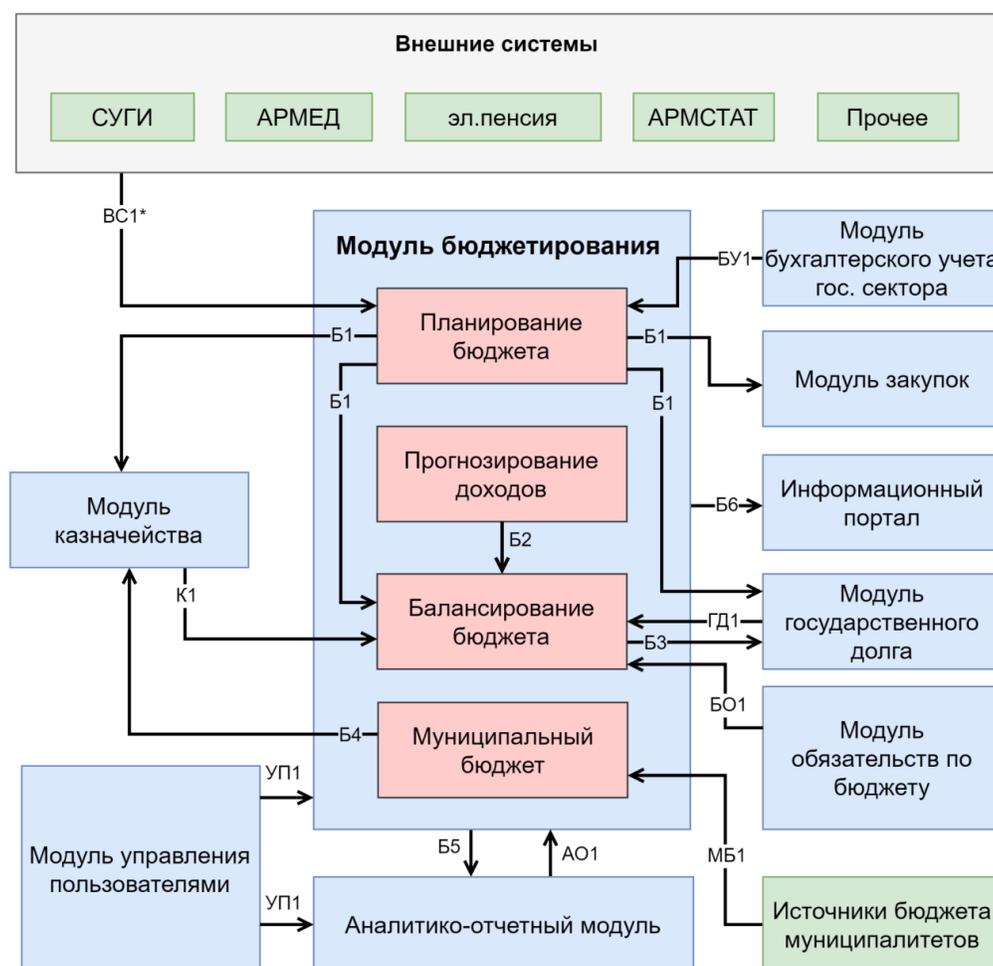 Внешние системы
СУГИ
АРМЕД
эл.пенсия
АРМСТАТ
Прочее
ВС1*
Модуль бюджетирования
БУ1
Модуль
бухгалтерского учета
гос. сектора
Планирование
бюджета
Б1
Б1
Б1
Б1
Модуль закупок
Прогнозирование
доходов
Модуль
казначейства
Б6
Информационный
портал
Б2
К1
Балансирование
бюджета
ГД1
Б3
Модуль
государственного
долга
БО1
Модуль
обязательств по
бюджету
Б4
Муниципальный
бюджет
УП1
Модуль управления
пользователями
УП1
Б5
АО1
МБ1
Аналитико-отчетный модуль
Источники бюджета
муниципалитетов